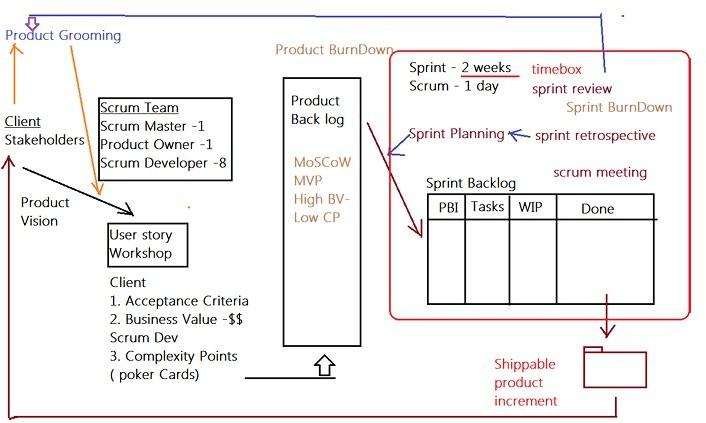 Product Grooming
Client
Stakeholders
Product
Vision
Scrum Team
Scrum Master -1
Product Owner -1
Scrum Developer -8
User story
Workshop
Client
1. Acceptance Criteria
2. Business Value -$$
Scrum Dev
3. Complexity Points
( poker Cards)
Product BurnDown
Product
Back log
MoSCoW
MVP
High BV-
Low CP
Sprint - 2 weeks
Scrum - 1 day
timebox
sprint review
Sprint BurnDown
Sprint Planning
sprint retrospective
scrum meeting
Sprint Backlog
PBI
Tasks
WIP
Done
Shippable
product
increment